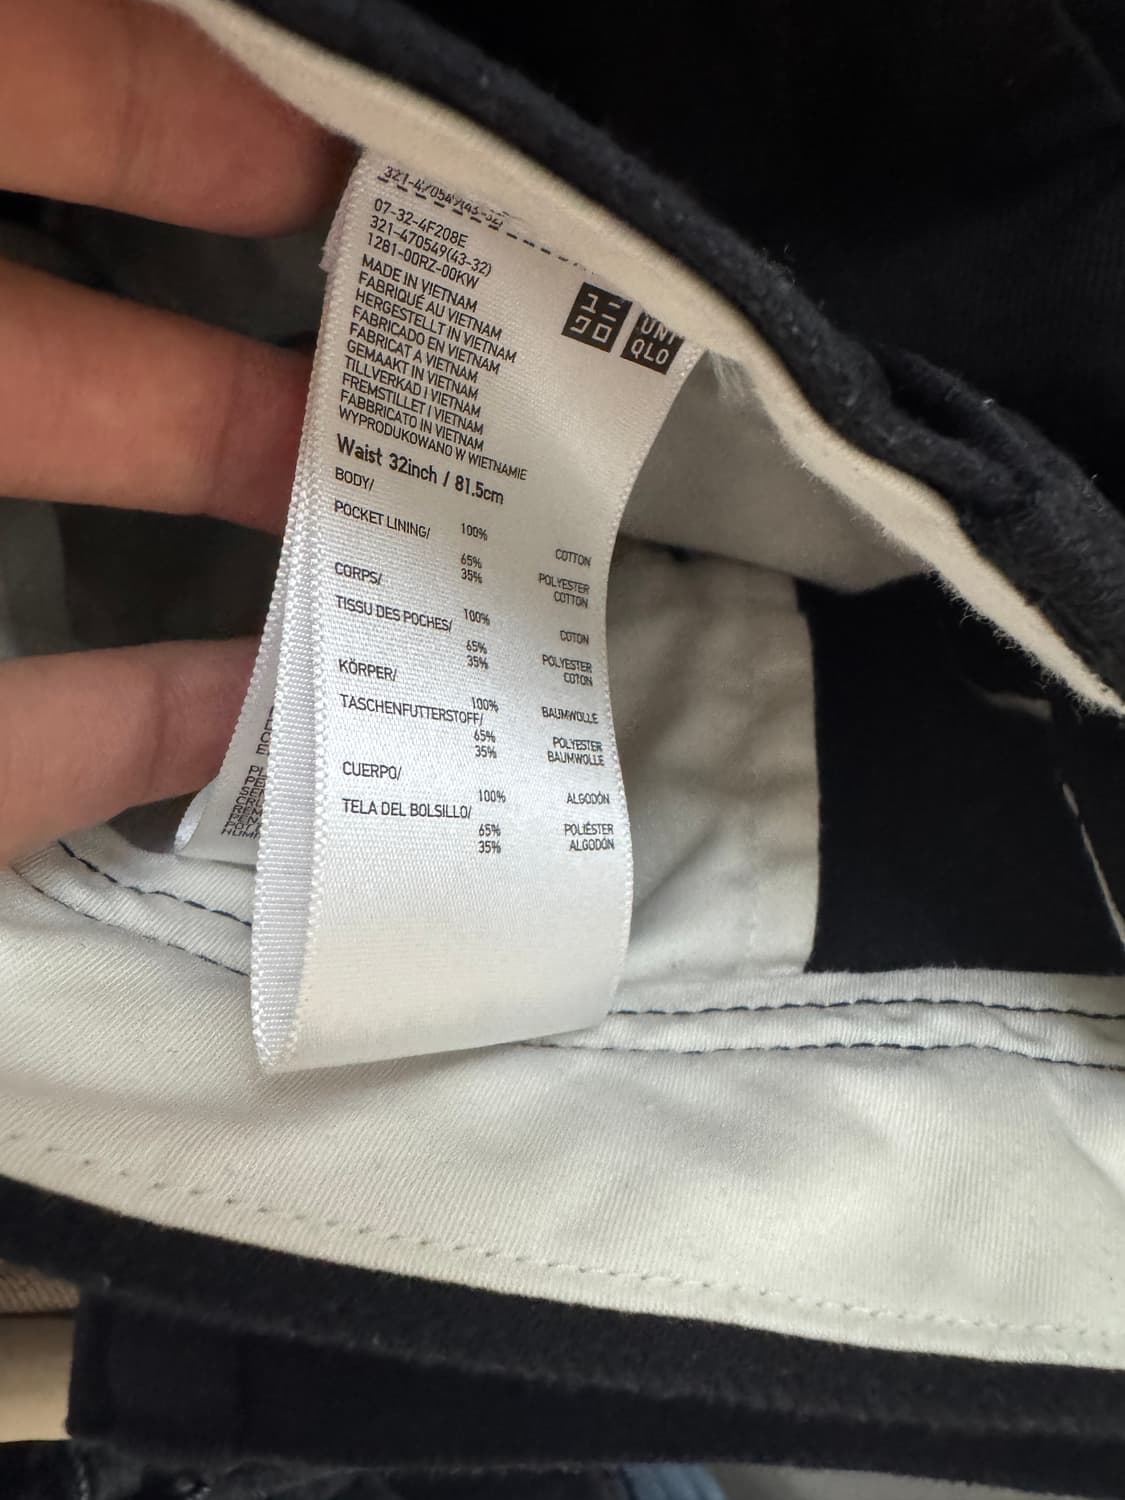 321-470549(43-32)
07-32-4F208E
321-470549(43-32)
1281-00RZ-00KW
MADE IN VIETNAM
FABRIQUÉ AU VIETNAM
HERGESTELLT IN VIETNAM
FABRICADO EN VIETNAM
FABRICAT A VIETNAM
GEMAAKT IN VIETNAM
TILLVERKAD I VIETNAM
FREMSTILLET I VIETNAM
FABBRICATO IN VIETNAM
WYPRODUKOWANO W WIETNAMIE
ユニ
クロ
UNI
QLO
Waist 32inch / 81.5cm
BODY/
100% COTTON
POCKET LINING/
65% POLYESTER
35% COTTON
CORPS/
100% COTON
TISSU DES POCHES/
65% POLYESTER
35% COTON
KÖRPER/
100% BAUMWOLLE
TASCHENFUTTERSTOFF/
65% POLYESTER
35% BAUMWOLLE
CUERPO/
100% ALGODÓN
TELA DEL BOLSILLO/
65% POLIÉSTER
35% ALGODÓN